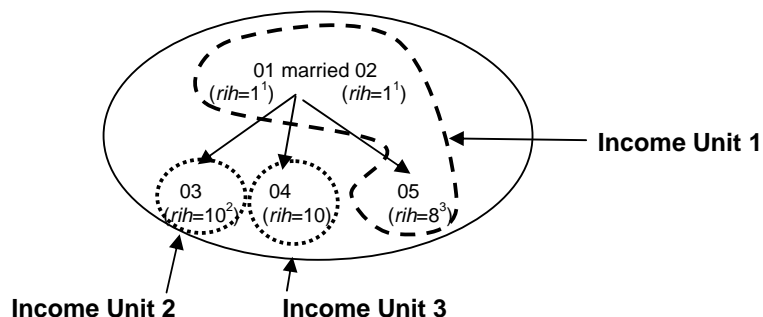 01 married 02
(rih=1¹) (rih=1¹)
Income Unit 1
03 04 05
(rih=10²) (rih=10) (rih=8³)
Income Unit 2 Income Unit 3